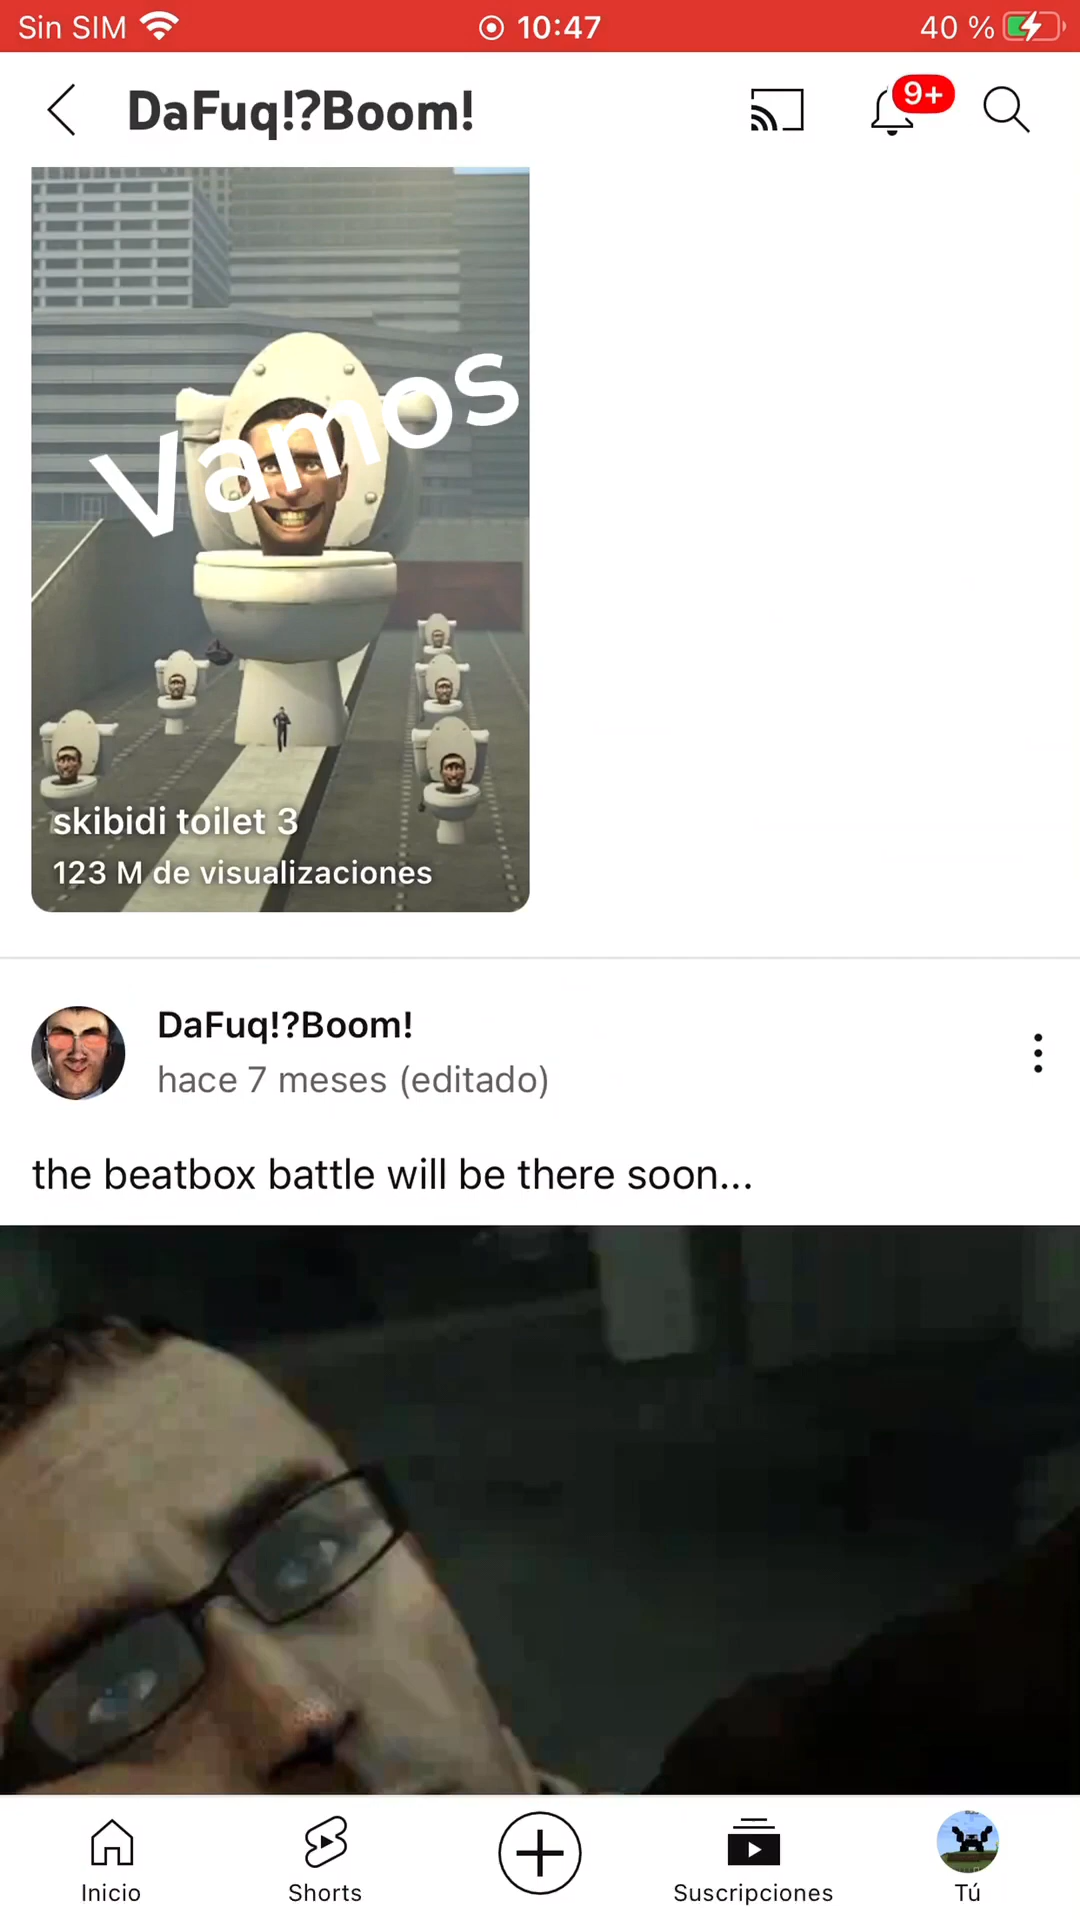 Sin SIM 10:47 40 %
DaFuq!?Boom! 9+
Vamos
skibidi toilet 3
123 M de visualizaciones
DaFuq!?Boom!
hace 7 meses (editado)
the beatbox battle will be there soon...
Inicio Shorts Suscripciones Tú